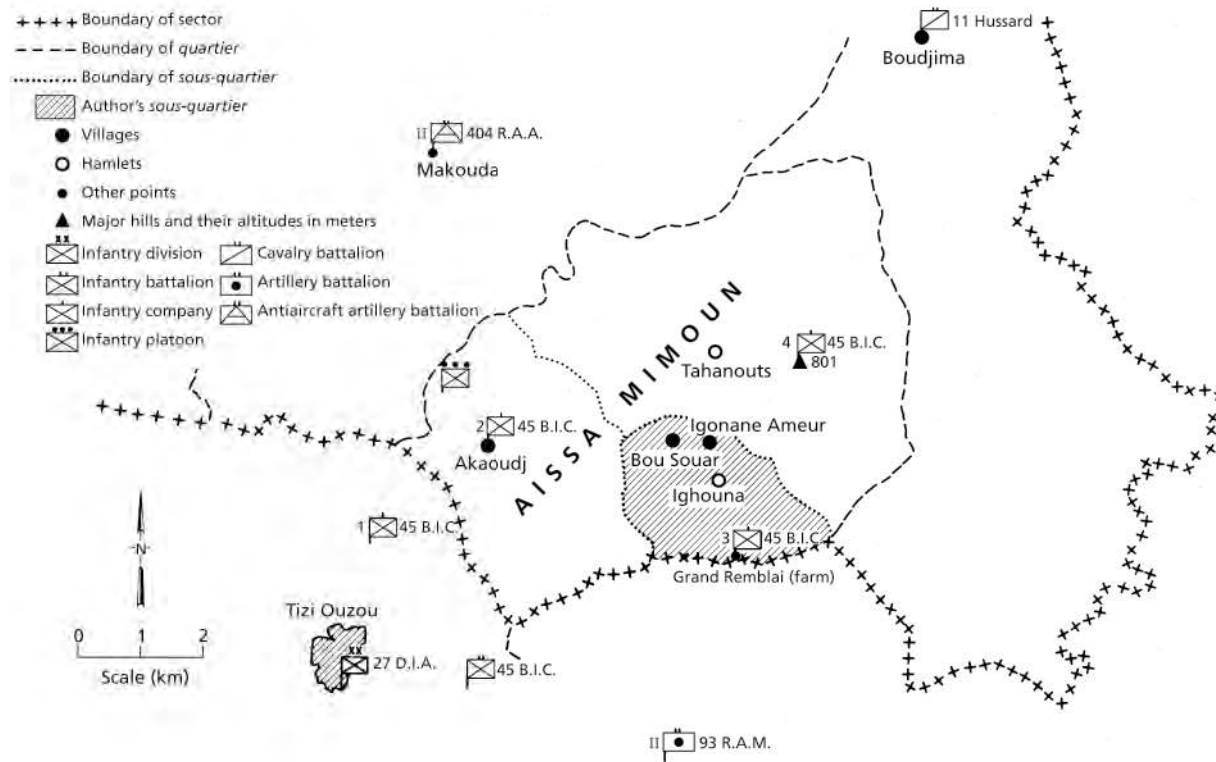 Boundary of sector
Boundary of quartier
Boundary of sous-quartier
Author's sous-quartier
Villages
Hamlets
Other points
Major hills and their altitudes in meters
Infantry division
Cavalry battalion
Infantry battalion
Artillery battalion
Infantry company
Antiaircraft artillery battalion
Infantry platoon
11 Hussard
Boudjima
II 404 R.A.A.
Makouda
AISSA MIMOUN
4 45 B.I.C.
Tahanouts
801
2 45 B.I.C.
Akaoudj
Igonane Ameur
Bou Souar
Ighouna
1 45 B.I.C.
3 45 B.I.C.
Grand Remblai (farm)
N
Tizi Ouzou
0 1 2
Scale (km)
27 D.I.A.
45 B.I.C.
II 93 R.A.M.